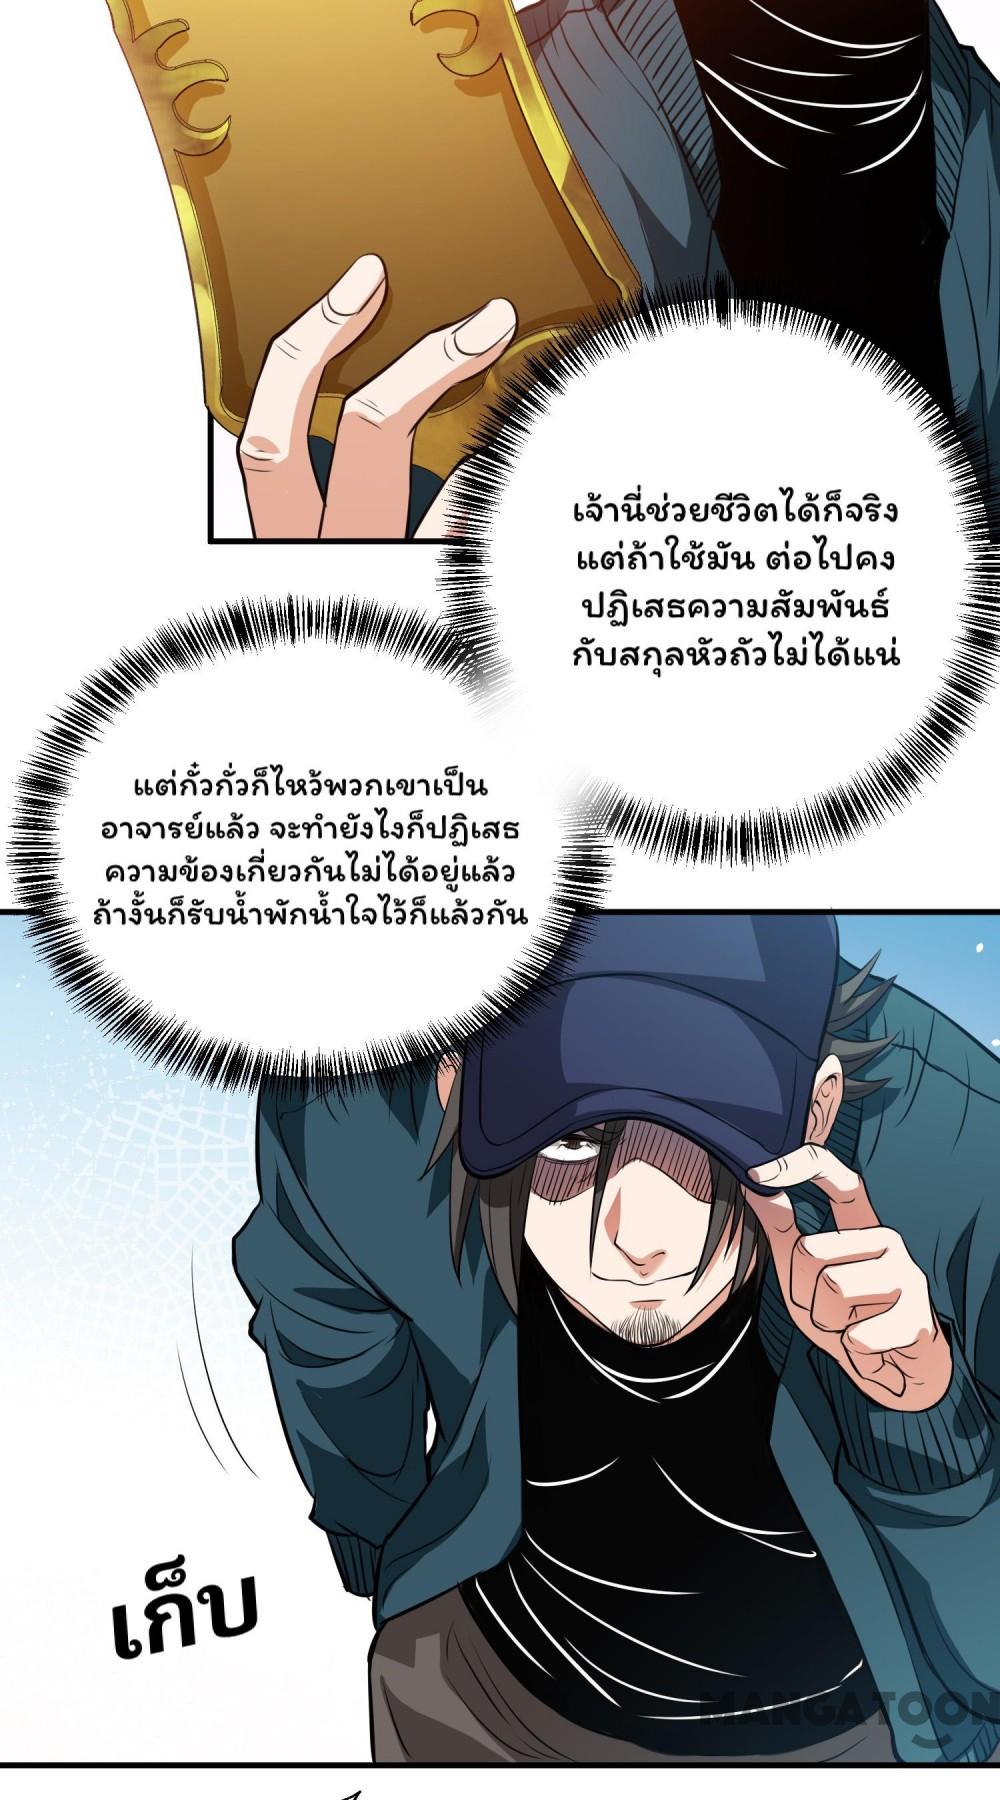 เจ้านี่ช่วยชีวิตได้ก็จริง
แต่ถ้าใช้มัน ต่อไปคง
ปฏิเสธความสัมพันธ์
กับสกุลหัวถัวไม่ได้แน่
แต่กั๋วกั่วก็ไหว้พวกเขาเป็น
อาจารย์แล้ว จะทำยังไงก็ปฏิเสธ
ความข้องเกี่ยวกันไม่ได้อยู่แล้ว
ถ้างั้นก็รับน้ำพักน้ำใจไว้ก็แล้วกัน
เก็บ
MANGATOON